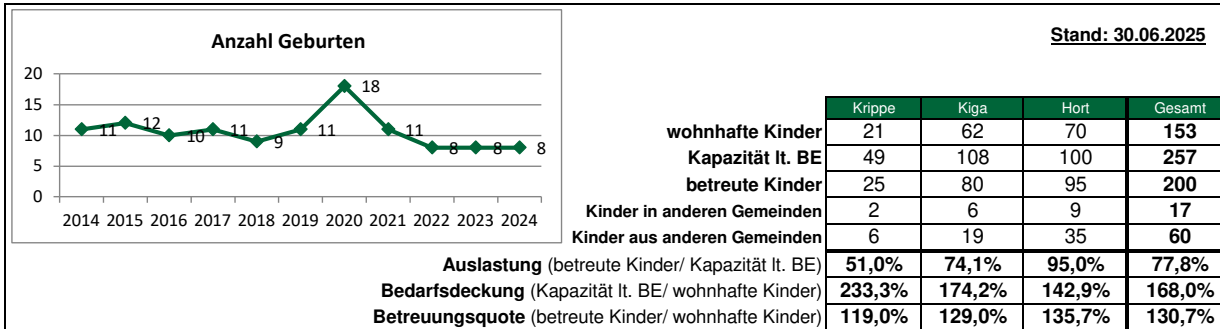 Anzahl Geburten
Stand: 30.06.2025
20
15
10
5
0
11
12
10
11
9
11
18
11
8
8
8
2014 2015 2016 2017 2018 2019 2020 2021 2022 2023 2024
Krippe Kiga Hort Gesamt
wohnhafte Kinder 21 62 70 153
Kapazität lt. BE 49 108 100 257
betreute Kinder 25 80 95 200
Kinder in anderen Gemeinden 2 6 9 17
Kinder aus anderen Gemeinden 6 19 35 60
Auslastung (betreute Kinder/ Kapazität lt. BE) 51,0% 74,1% 95,0% 77,8%
Bedarfsdeckung (Kapazität lt. BE/ wohnhafte Kinder) 233,3% 174,2% 142,9% 168,0%
Betreuungsquote (betreute Kinder/ wohnhafte Kinder) 119,0% 129,0% 135,7% 130,7%